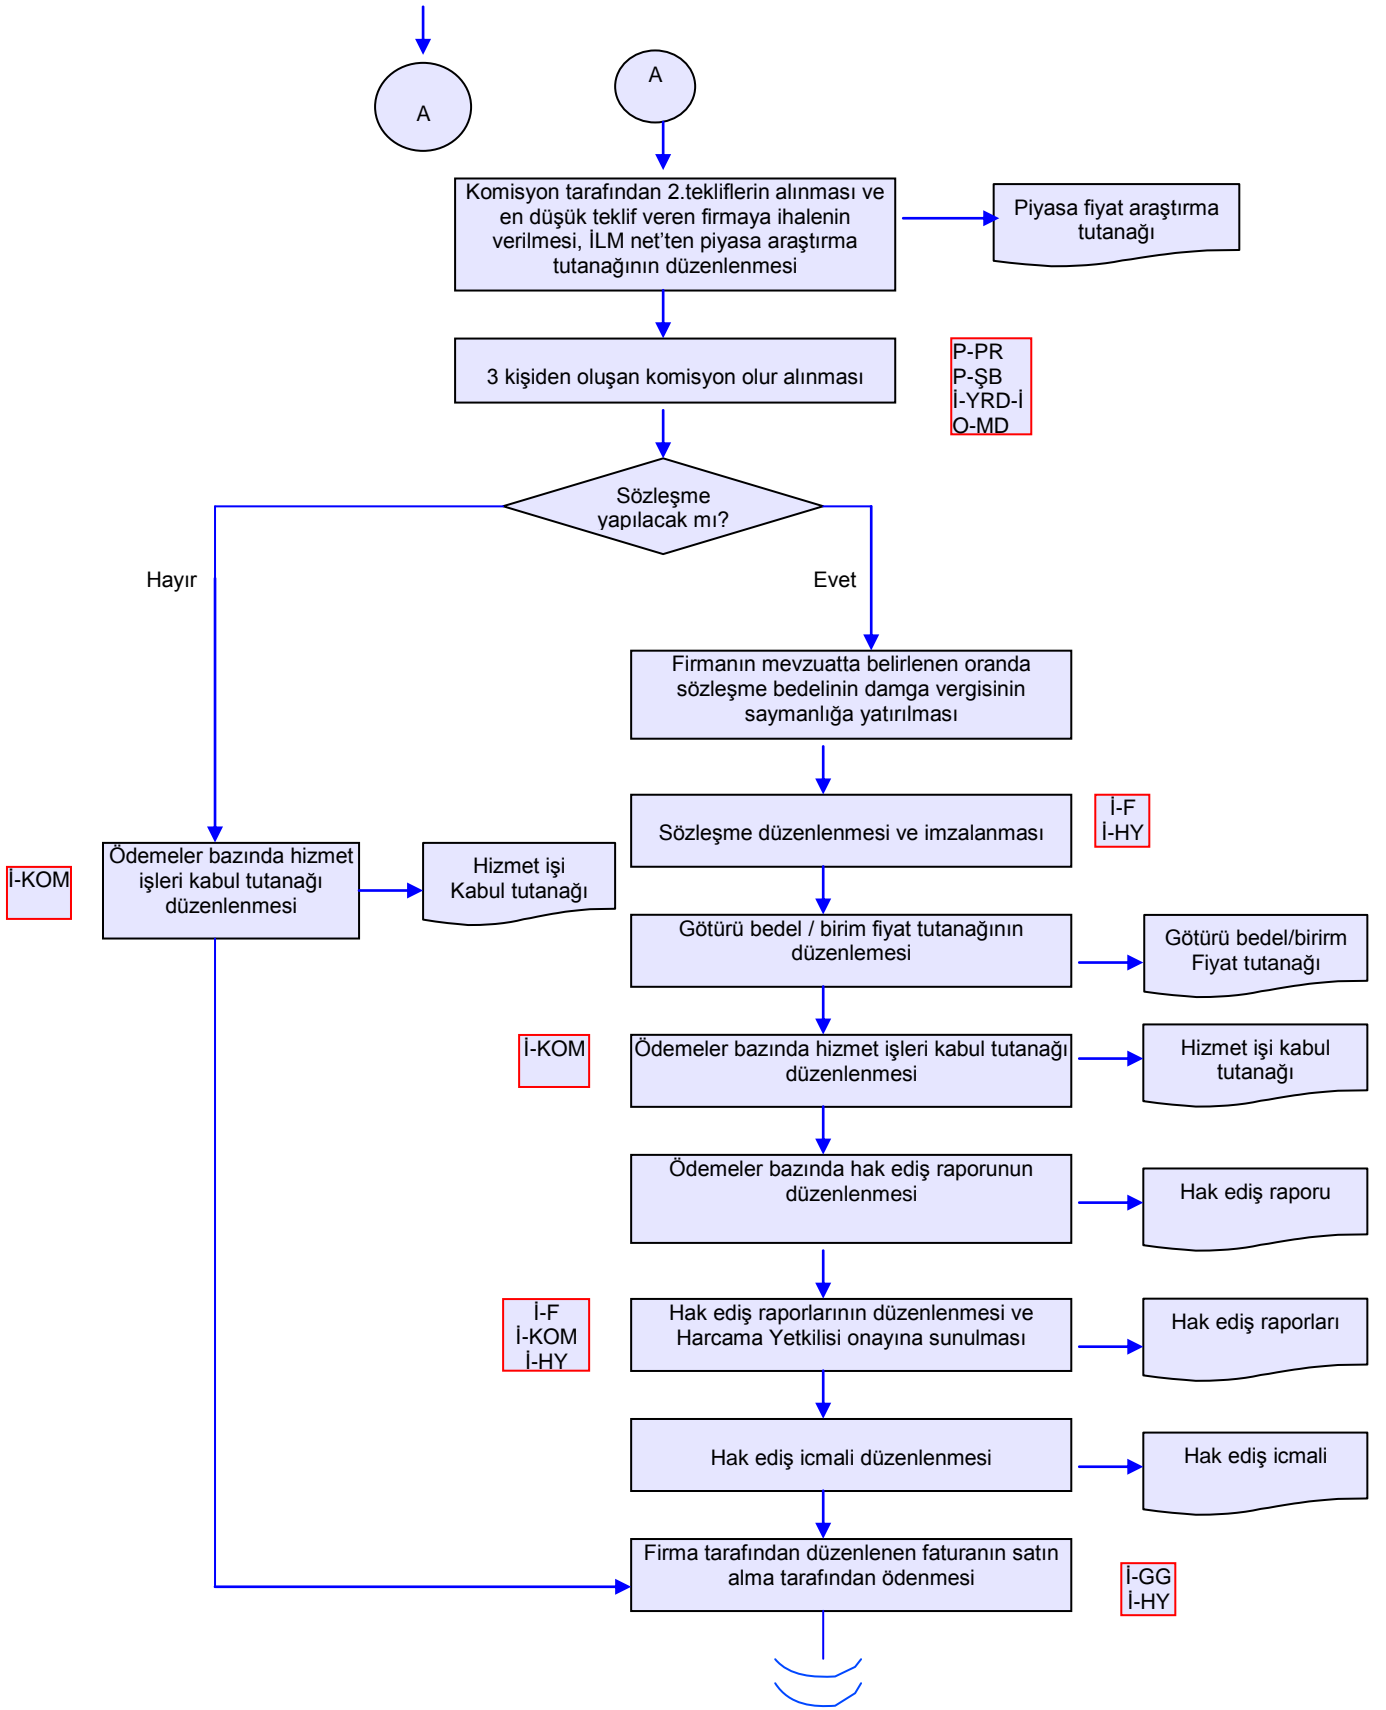 A
A
Komisyon tarafından 2.tekliflerin alınması ve
en düşük teklif veren firmaya ihalenin
verilmesi, İLM net'ten piyasa araştırma
tutanağının düzenlenmesi
Piyasa fiyat araştırma
tutanağı
3 kişiden oluşan komisyon olur alınması
P-PR
P-ŞB
İ-YRD-İ
O-MD
Sözleşme
yapılacak mı?
Hayır
Evet
Firmanın mevzuatta belirlenen oranda
sözleşme bedelinin damga vergisinin
saymanlığa yatırılması
Sözleşme düzenlenmesi ve imzalanması
İ-F
İ-HY
İ-KOM
Ödemeler bazında hizmet
işleri kabul tutanağı
düzenlenmesi
Hizmet işi
Kabul tutanağı
Götürü bedel / birim fiyat tutanağının
düzenlemesi
Götürü bedel/birirm
Fiyat tutanağı
İ-KOM
Ödemeler bazında hizmet işleri kabul tutanağı
düzenlenmesi
Hizmet işi kabul
tutanağı
Ödemeler bazında hak ediş raporunun
düzenlenmesi
Hak ediş raporu
İ-F
İ-KOM
İ-HY
Hak ediş raporlarının düzenlenmesi ve
Harcama Yetkilisi onayına sunulması
Hak ediş raporları
Hak ediş icmali düzenlenmesi
Hak ediş icmali
Firma tarafından düzenlenen faturanın satın
alma tarafından ödenmesi
İ-GG
İ-HY